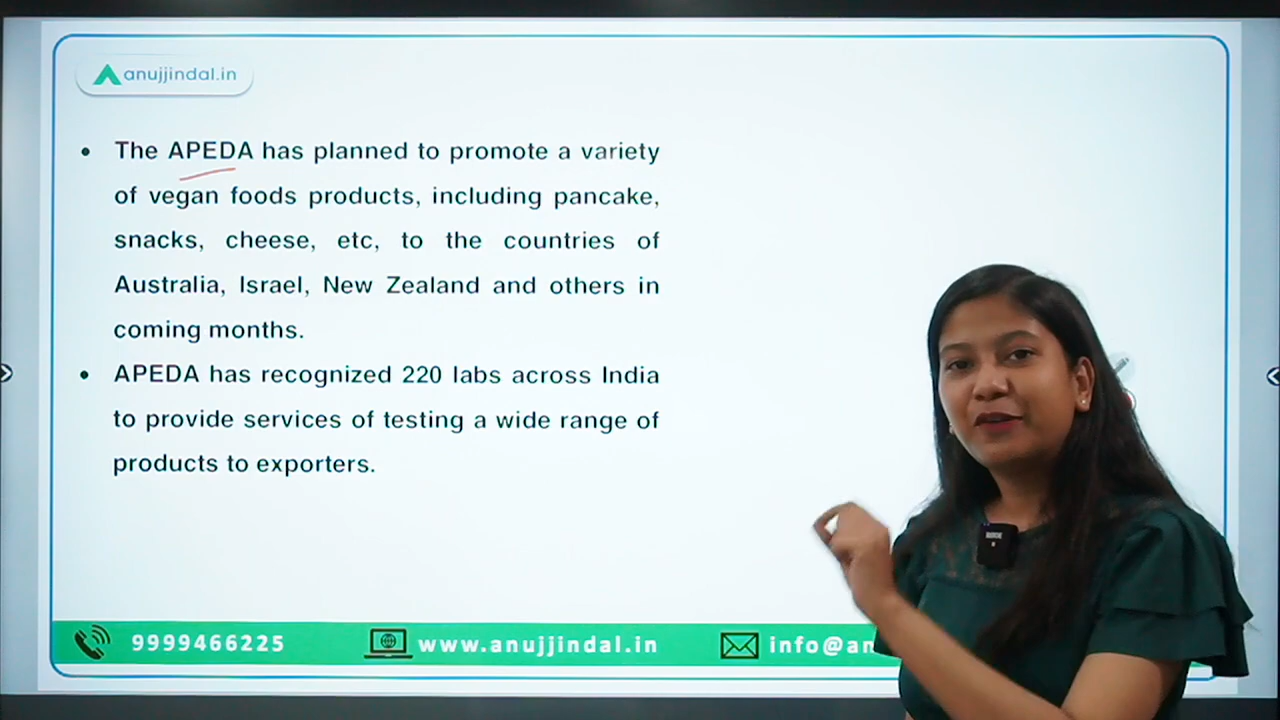 anujjindal.in
• The APEDA has planned to promote a variety
of vegan foods products, including pancake,
snacks, cheese, etc, to the countries of
Australia, Israel, New Zealand and others in
coming months.
• APEDA has recognized 220 labs across India
to provide services of testing a wide range of
products to exporters.
9999466225 www.anujjindal.in info@an